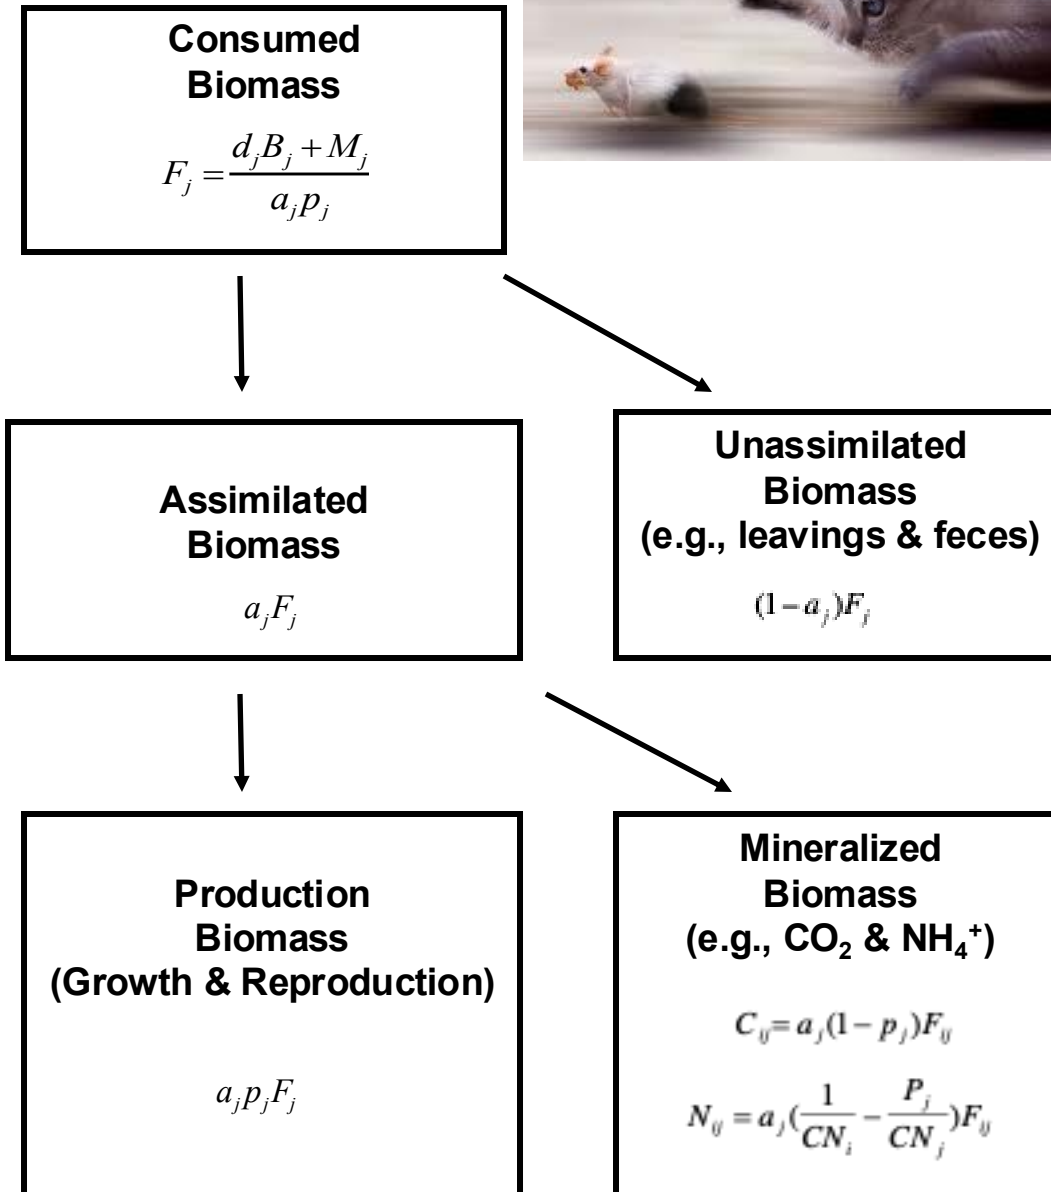 Consumed
Biomass
F_j = (d_j B_j + M_j) / (a_j p_j)
Assimilated
Biomass
a_j F_j
Unassimilated
Biomass
(e.g., leavings & feces)
(1 − a_j)F_j
Production
Biomass
(Growth & Reproduction)
a_j p_j F_j
Mineralized
Biomass
(e.g., CO₂ & NH₄⁺)
C_ij = a_j(1 − p_j)F_ij
N_ij = a_j(1/CN_i − P_j/CN_j)F_ij